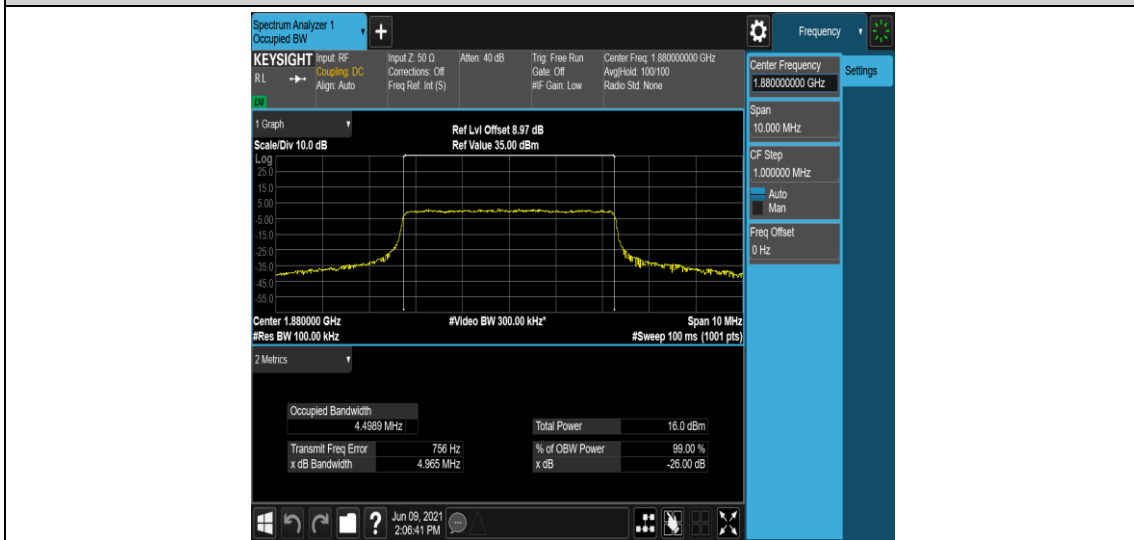 Spectrum Analyzer 1
Occupied BW
+
Frequency
KEYSIGHT
RL
LXI
Input: RF
Coupling: DC
Align: Auto
Input Z: 50 Ω
Corrections: Off
Freq Ref: Int (S)
Atten: 40 dB
Trig: Free Run
Gate: Off
#IF Gain: Low
Center Freq: 1.880000000 GHz
Avg|Hold: 100/100
Radio Std: None
Center Frequency
1.880000000 GHz
Settings
Span
10.000 MHz
CF Step
1.000000 MHz
Auto
Man
Freq Offset
0 Hz
1 Graph
Scale/Div 10.0 dB
Ref Lvl Offset 8.97 dB
Ref Value 35.00 dBm
Log
25.0
15.0
5.00
-5.00
-15.0
-25.0
-35.0
-45.0
-55.0
Center 1.880000 GHz
#Res BW 100.00 kHz
#Video BW 300.00 kHz*
Span 10 MHz
#Sweep 100 ms (1001 pts)
2 Metrics
Occupied Bandwidth
4.4989 MHz
Transmit Freq Error 756 Hz
x dB Bandwidth 4.965 MHz
Total Power 16.0 dBm
% of OBW Power 99.00 %
x dB -26.00 dB
?
Jun 09, 2021
2:06:41 PM